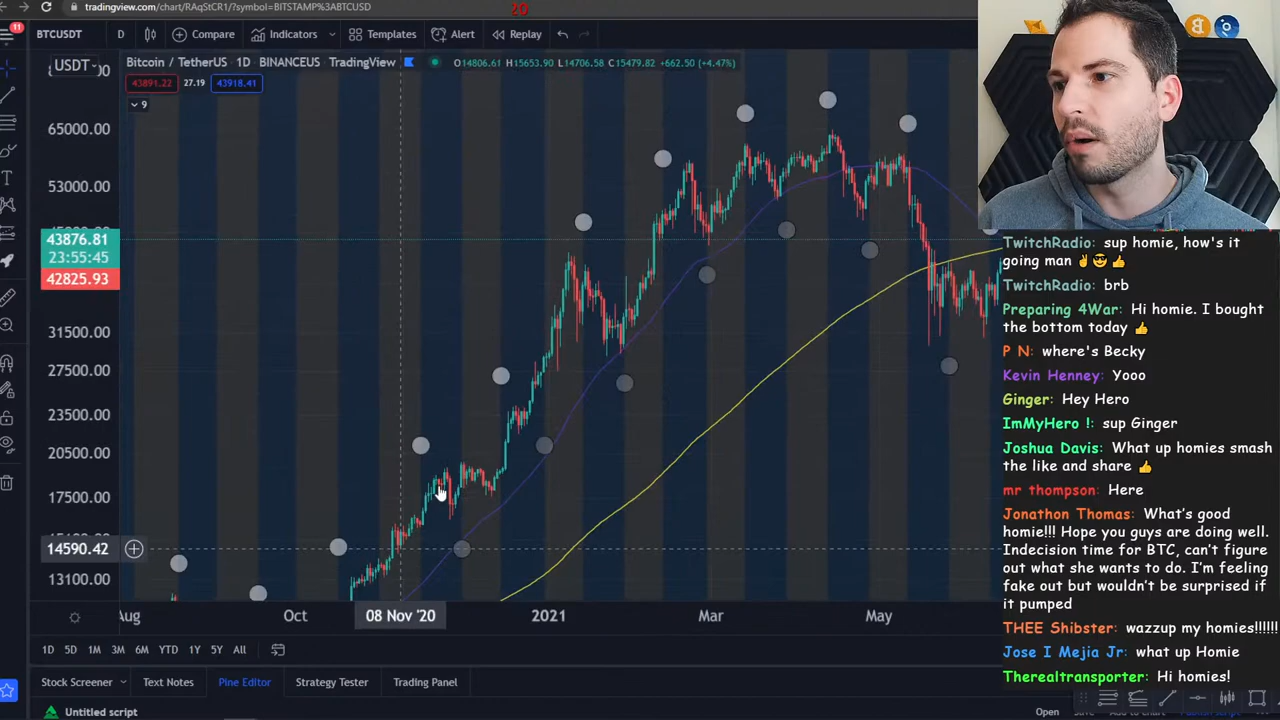 tradingview.com/chart/RAqStCR1/?symbol=BITSTAMP%3ABTCUSD
20
11
BTCUSDT D Compare Indicators Templates Alert Replay
USDT Bitcoin / TetherUS 1D BINANCEUS TradingView O14806.61 H15653.90 L14706.58 C15479.82 +662.50 (+4.47%)
43891.22 27.19 43918.41
9
65000.00
53000.00
43876.81
23:55:45
42825.93
31500.00
27500.00
23500.00
20500.00
17500.00
14590.42
13100.00
Aug Oct 08 Nov '20 2021 Mar May
1D 5D 1M 3M 6M YTD 1Y 5Y All
Stock Screener Text Notes Pine Editor Strategy Tester Trading Panel
Untitled script
Open
TwitchRadio: sup homie, how's it
going man ✌😎👍
TwitchRadio: brb
Preparing 4War: Hi homie. I bought
the bottom today 👍
P N: where's Becky
Kevin Henney: Yooo
Ginger: Hey Hero
ImMyHero !: sup Ginger
Joshua Davis: What up homies smash
the like and share 👍
mr thompson: Here
Jonathon Thomas: What's good
homie!!! Hope you guys are doing well.
Indecision time for BTC, can't figure
out what she wants to do. I'm feeling
fake out but wouldn't be surprised if
it pumped
THEE Shibster: wazzup my homies!!!!!!
Jose I Mejia Jr: what up Homie
Therealtransporter: Hi homies!